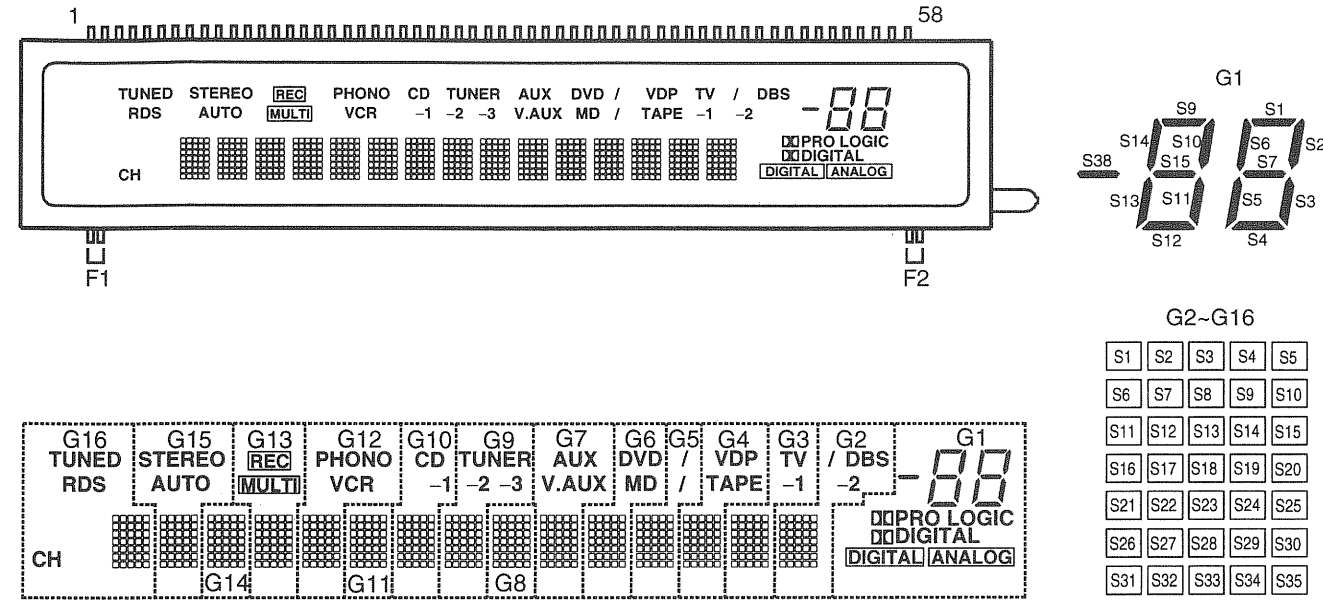 1 58
TUNED STEREO REC PHONO CD TUNER AUX DVD / VDP TV / DBS -88
RDS AUTO MULTI VCR -1 -2 -3 V.AUX MD / TAPE -1 -2
PRO LOGIC
DIGITAL
CH DIGITAL ANALOG
F1 F2
G1
S9 S1
S14 S10 S6 S2
S38 S15 S7
S13 S11 S5 S3
S12 S4
G2~G16
S1 S2 S3 S4 S5
S6 S7 S8 S9 S10
S11 S12 S13 S14 S15
S16 S17 S18 S19 S20
S21 S22 S23 S24 S25
S26 S27 S28 S29 S30
S31 S32 S33 S34 S35
G16 G15 G13 G12 G10 G9 G7 G6 G5 G4 G3 G2 G1
TUNED STEREO REC PHONO CD TUNER AUX DVD / VDP TV / DBS -88
RDS AUTO MULTI VCR -1 -2 -3 V.AUX MD / TAPE -1 -2
PRO LOGIC
DIGITAL
CH DIGITAL ANALOG
G14 G11 G8